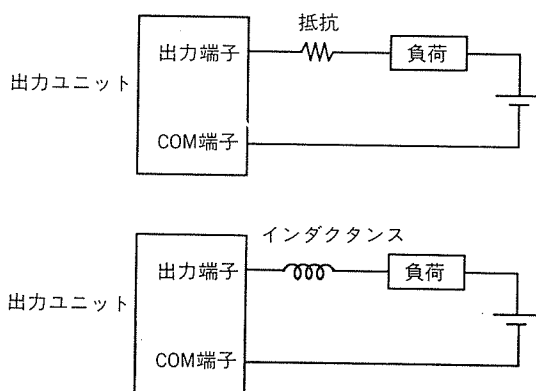 抵抗
出力端子
負荷
出力ユニット
COM端子
インダクタンス
出力端子
負荷
出力ユニット
COM端子